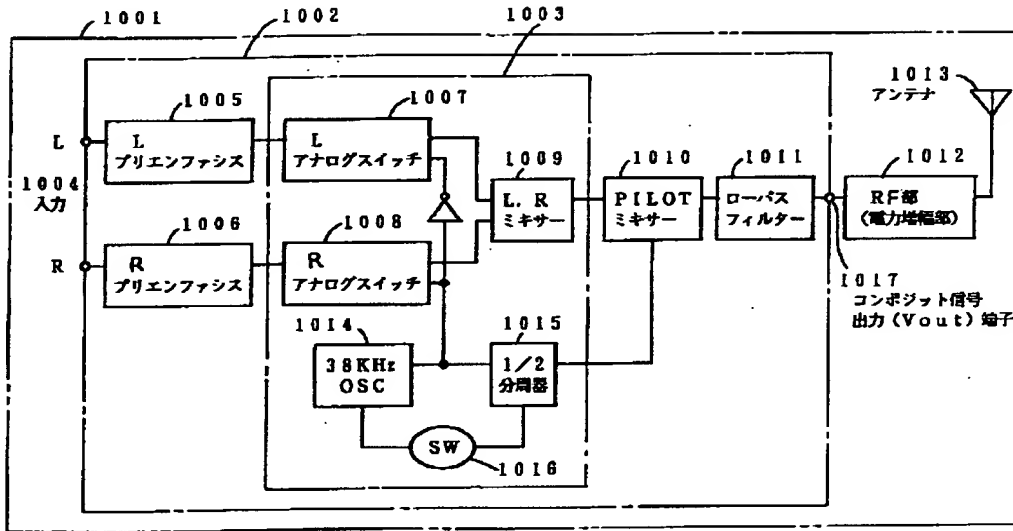 1001
1002
1003
1013
アンテナ
1005
L
プリエンファシス
1007
L
アナログスイッチ
L
1004
入力
1009
L.R
ミキサー
1010
PILOT
ミキサー
1011
ローパス
フィルター
1012
RF部
(電力増幅部)
1006
R
プリエンファシス
1008
R
アナログスイッチ
R
1017
コンポジット信号
出力(Vout)端子
1014
38KHz
OSC
1015
1/2
分周器
SW
1016